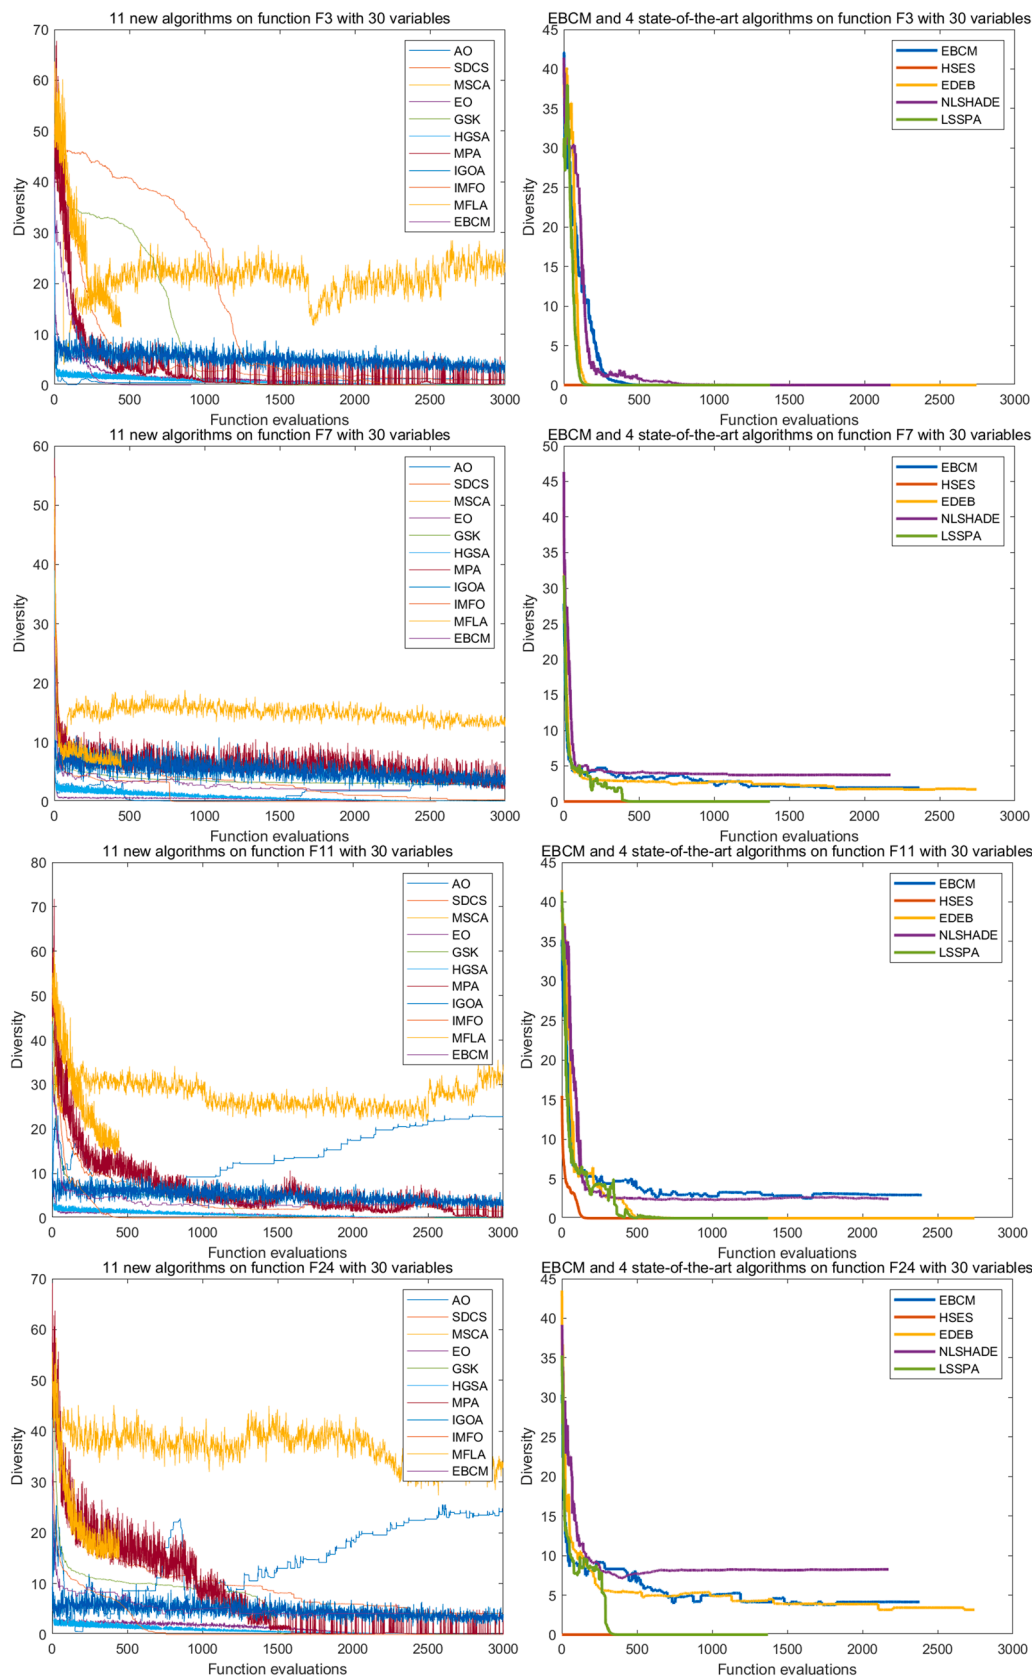 11 new algorithms on function F3 with 30 variables
70
60
50
40
30
20
10
0
Diversity
AO
SDCS
MSCA
EO
GSK
HGSA
MPA
IGOA
IMFO
MFLA
EBCM
0 500 1000 1500 2000 2500 3000
Function evaluations
EBCM and 4 state-of-the-art algorithms on function F3 with 30 variables
45
40
35
30
25
20
15
10
5
0
Diversity
EBCM
HSES
EDEB
NLSHADE
LSSPA
0 500 1000 1500 2000 2500 3000
Function evaluations
11 new algorithms on function F7 with 30 variables
60
50
40
30
20
10
0
Diversity
AO
SDCS
MSCA
EO
GSK
HGSA
MPA
IGOA
IMFO
MFLA
EBCM
0 500 1000 1500 2000 2500 3000
Function evaluations
EBCM and 4 state-of-the-art algorithms on function F7 with 30 variables
50
45
40
35
30
25
20
15
10
5
0
Diversity
EBCM
HSES
EDEB
NLSHADE
LSSPA
0 500 1000 1500 2000 2500 3000
Function evaluations
11 new algorithms on function F11 with 30 variables
80
70
60
50
40
30
20
10
0
Diversity
AO
SDCS
MSCA
EO
GSK
HGSA
MPA
IGOA
IMFO
MFLA
EBCM
0 500 1000 1500 2000 2500 3000
Function evaluations
EBCM and 4 state-of-the-art algorithms on function F11 with 30 variables
45
40
35
30
25
20
15
10
5
0
Diversity
EBCM
HSES
EDEB
NLSHADE
LSSPA
0 500 1000 1500 2000 2500 3000
Function evaluations
11 new algorithms on function F24 with 30 variables
70
60
50
40
30
20
10
0
Diversity
AO
SDCS
MSCA
EO
GSK
HGSA
MPA
IGOA
IMFO
MFLA
EBCM
0 500 1000 1500 2000 2500 3000
Function evaluations
EBCM and 4 state-of-the-art algorithms on function F24 with 30 variables
45
40
35
30
25
20
15
10
5
0
Diversity
EBCM
HSES
EDEB
NLSHADE
LSSPA
0 500 1000 1500 2000 2500 3000
Function evaluations